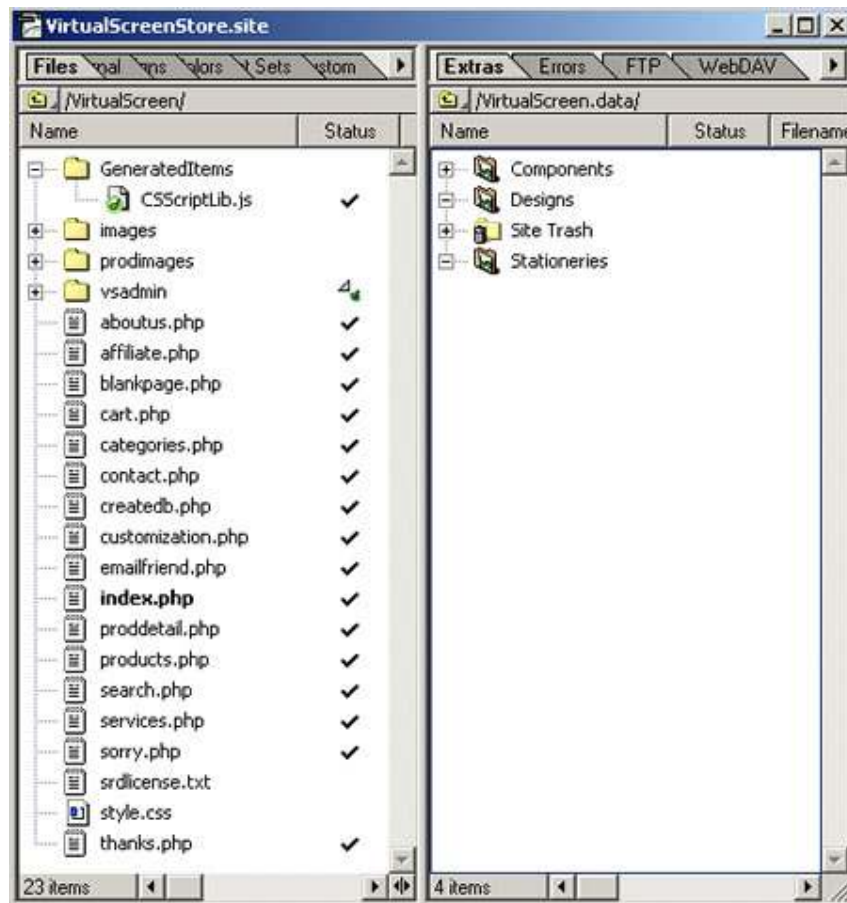 VirtualScreenStore.site
Files
Sets
Extras Errors FTP WebDAV
/VirtualScreen/
/VirtualScreen.data/
Name Status
Name Status Filename
GeneratedItems
CSScriptLib.js
images
prodimages
vsadmin
aboutus.php
affiliate.php
blankpage.php
cart.php
categories.php
contact.php
createdb.php
customization.php
emailfriend.php
index.php
proddetail.php
products.php
search.php
services.php
sorry.php
srdlicense.txt
style.css
thanks.php
23 items
Components
Designs
Site Trash
Stationeries
4 items